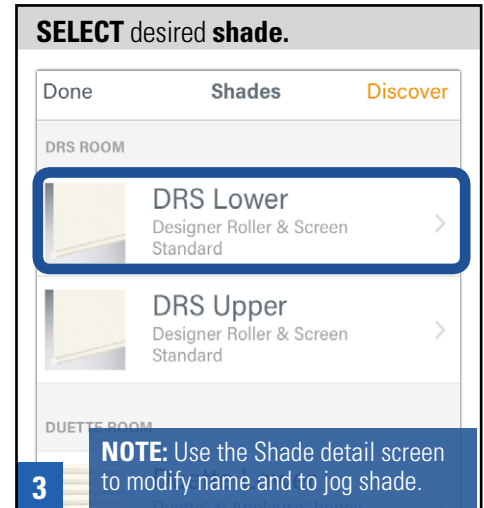 SELECT desired shade.
Done Shades Discover
DRS ROOM
DRS Lower
Designer Roller & Screen
Standard
DRS Upper
Designer Roller & Screen
Standard
DUETTE ROOM
NOTE: Use the Shade detail screen
to modify name and to jog shade.
3